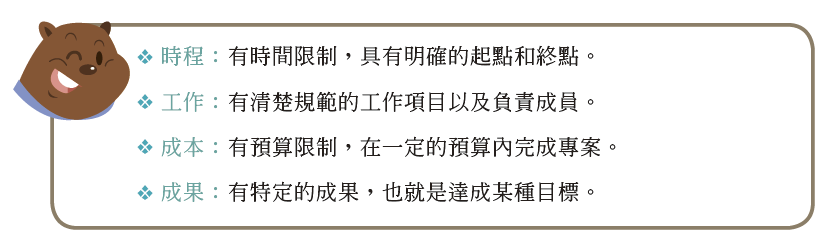 ❖ 時程：有時間限制，具有明確的起點和終點。
❖ 工作：有清楚規範的工作項目以及負責成員。
❖ 成本：有預算限制，在一定的預算內完成專案。
❖ 成果：有特定的成果，也就是達成某種目標。